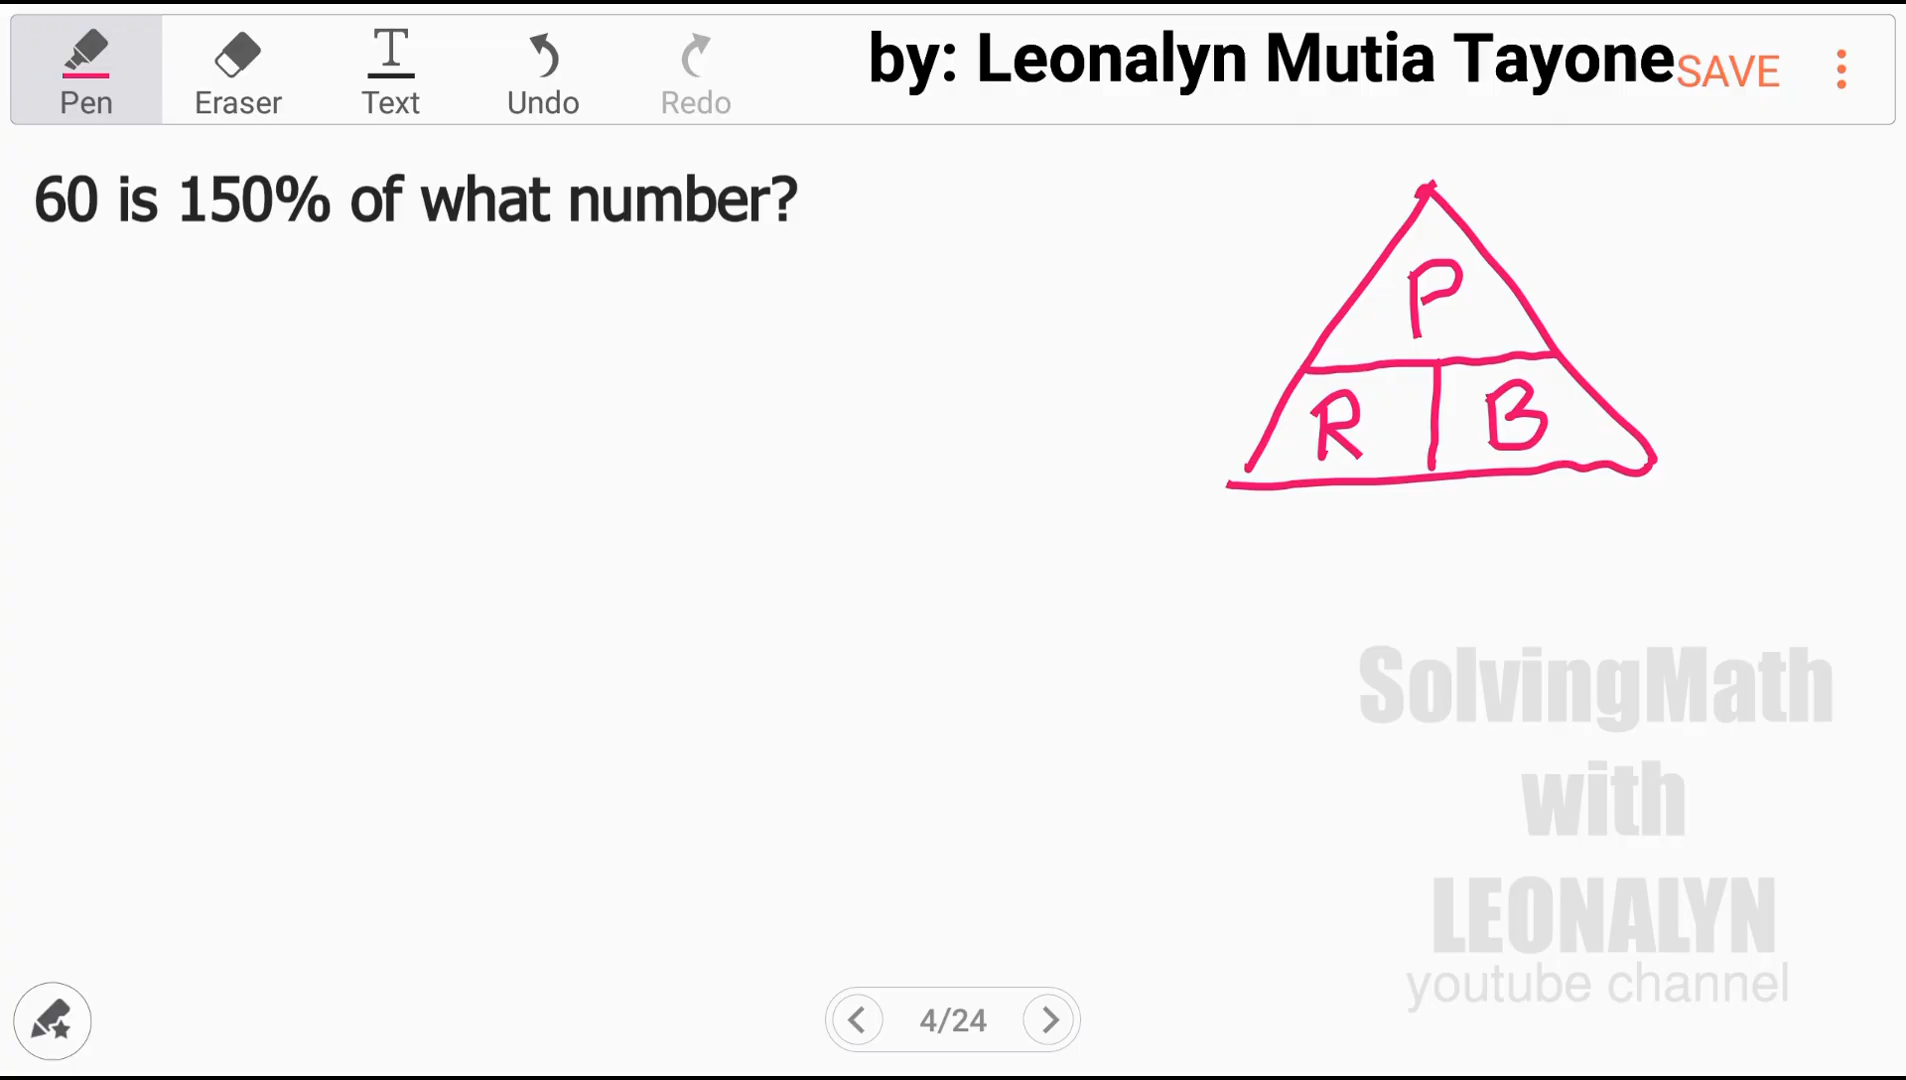 by: Leonalyn Mutia Tayone
SAVE
Pen
Eraser
Text
Undo
Redo
60 is 150% of what number?
P
R
B
SolvingMath
with
LEONALYN
youtube channel
4/24